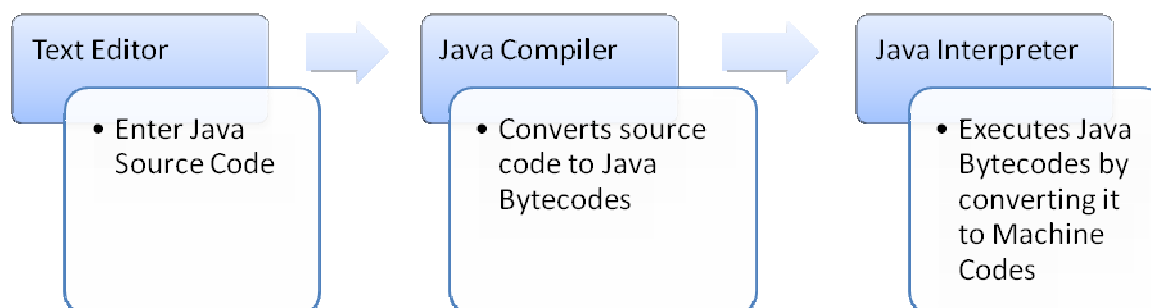 Text Editor
• Enter Java
Source Code
Java Compiler
• Converts source
code to Java
Bytecodes
Java Interpreter
• Executes Java
Bytecodes by
converting it
to Machine
Codes